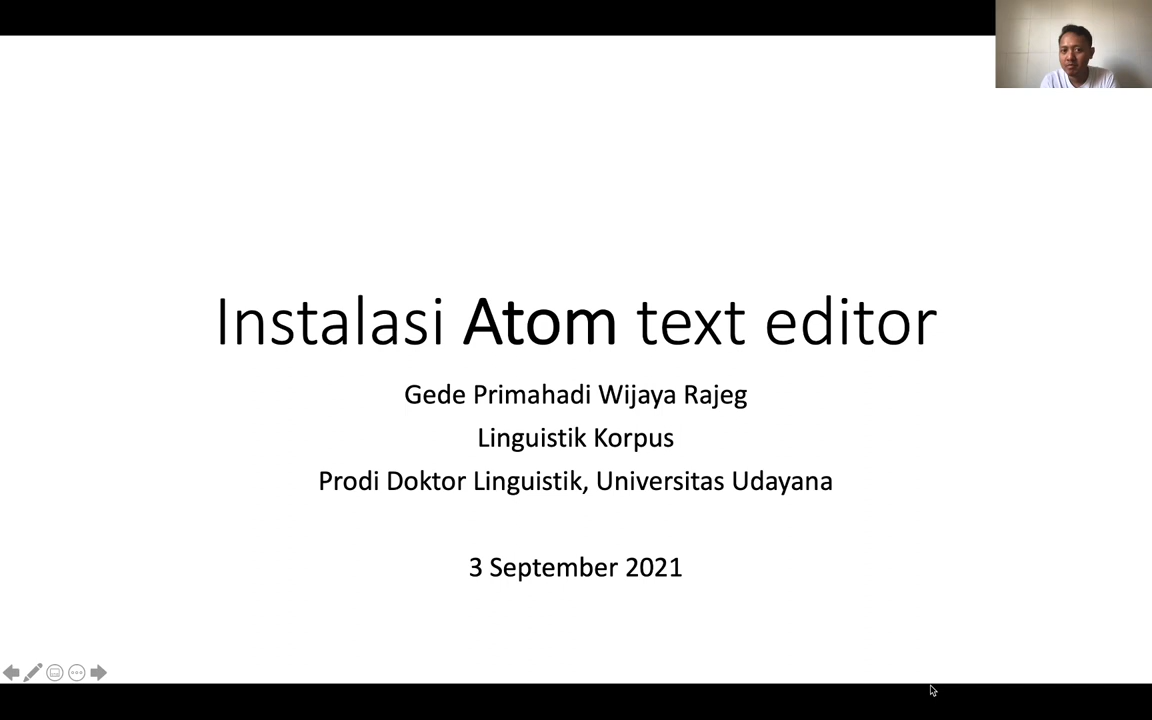 Instalasi Atom text editor
Gede Primahadi Wijaya Rajeg
Linguistik Korpus
Prodi Doktor Linguistik, Universitas Udayana
3 September 2021